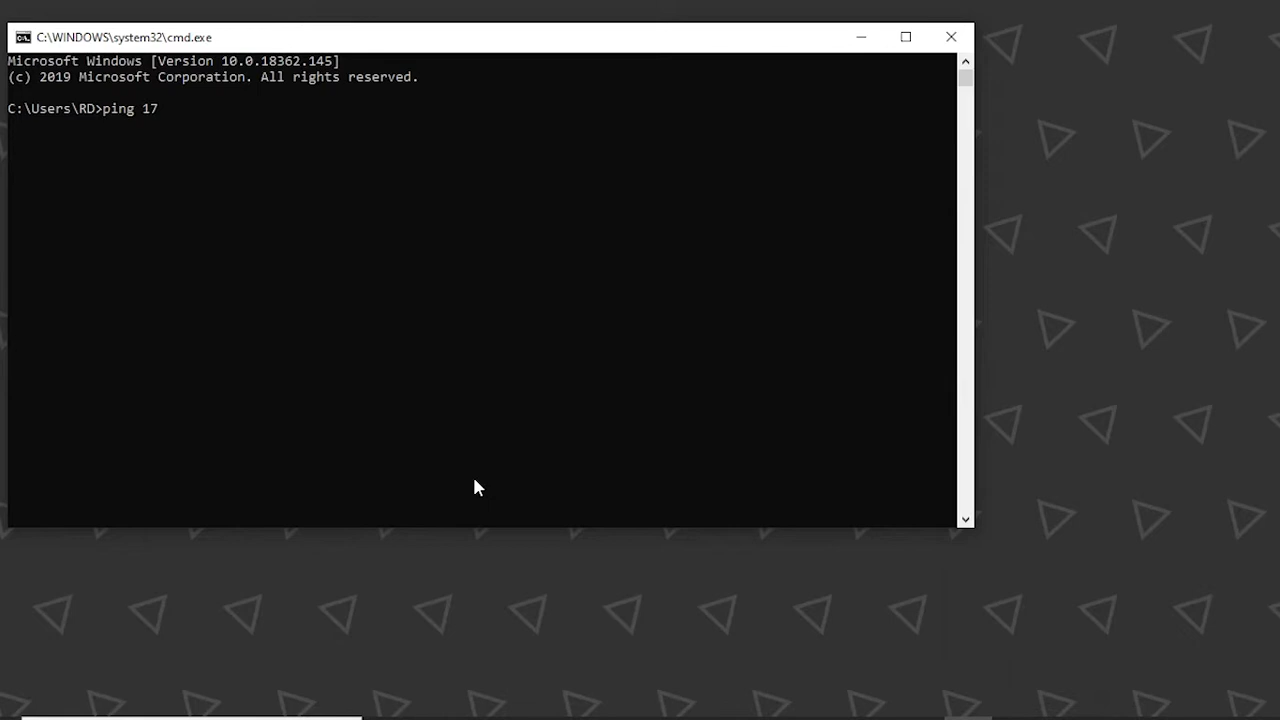 C:\WINDOWS\system32\cmd.exe
Microsoft Windows [Version 10.0.18362.145]
(c) 2019 Microsoft Corporation. All rights reserved.
C:\Users\RD>ping 17